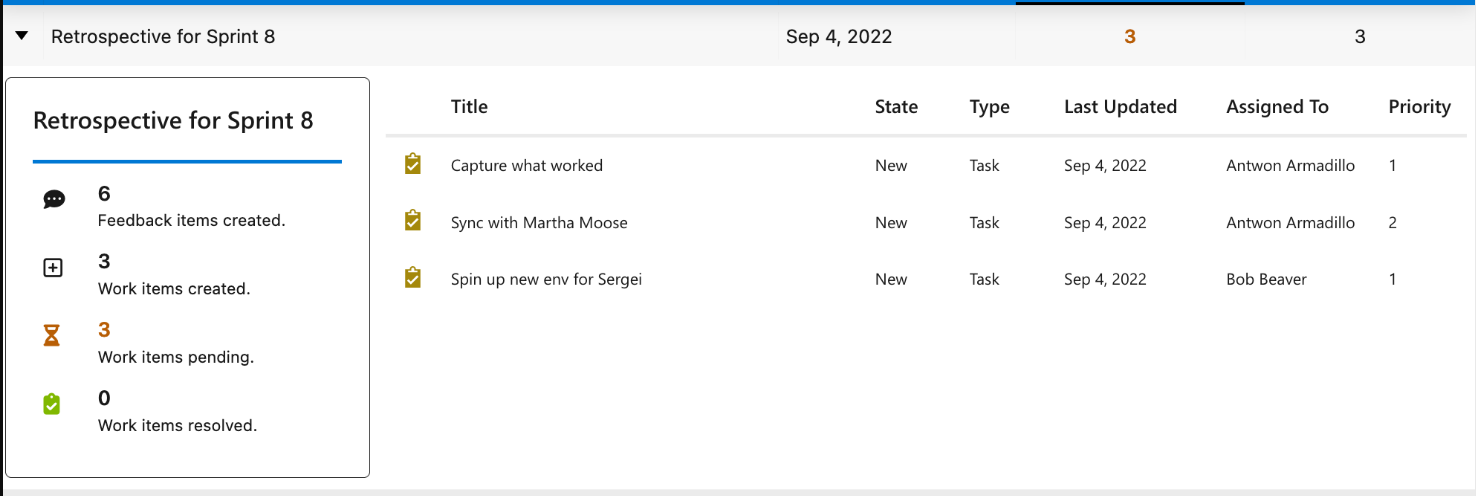 Retrospective for Sprint 8 Sep 4, 2022 3 3
Retrospective for Sprint 8
6
Feedback items created.
3
Work items created.
3
Work items pending.
0
Work items resolved.
Title State Type Last Updated Assigned To Priority
Capture what worked New Task Sep 4, 2022 Antwon Armadillo 1
Sync with Martha Moose New Task Sep 4, 2022 Antwon Armadillo 2
Spin up new env for Sergei New Task Sep 4, 2022 Bob Beaver 1